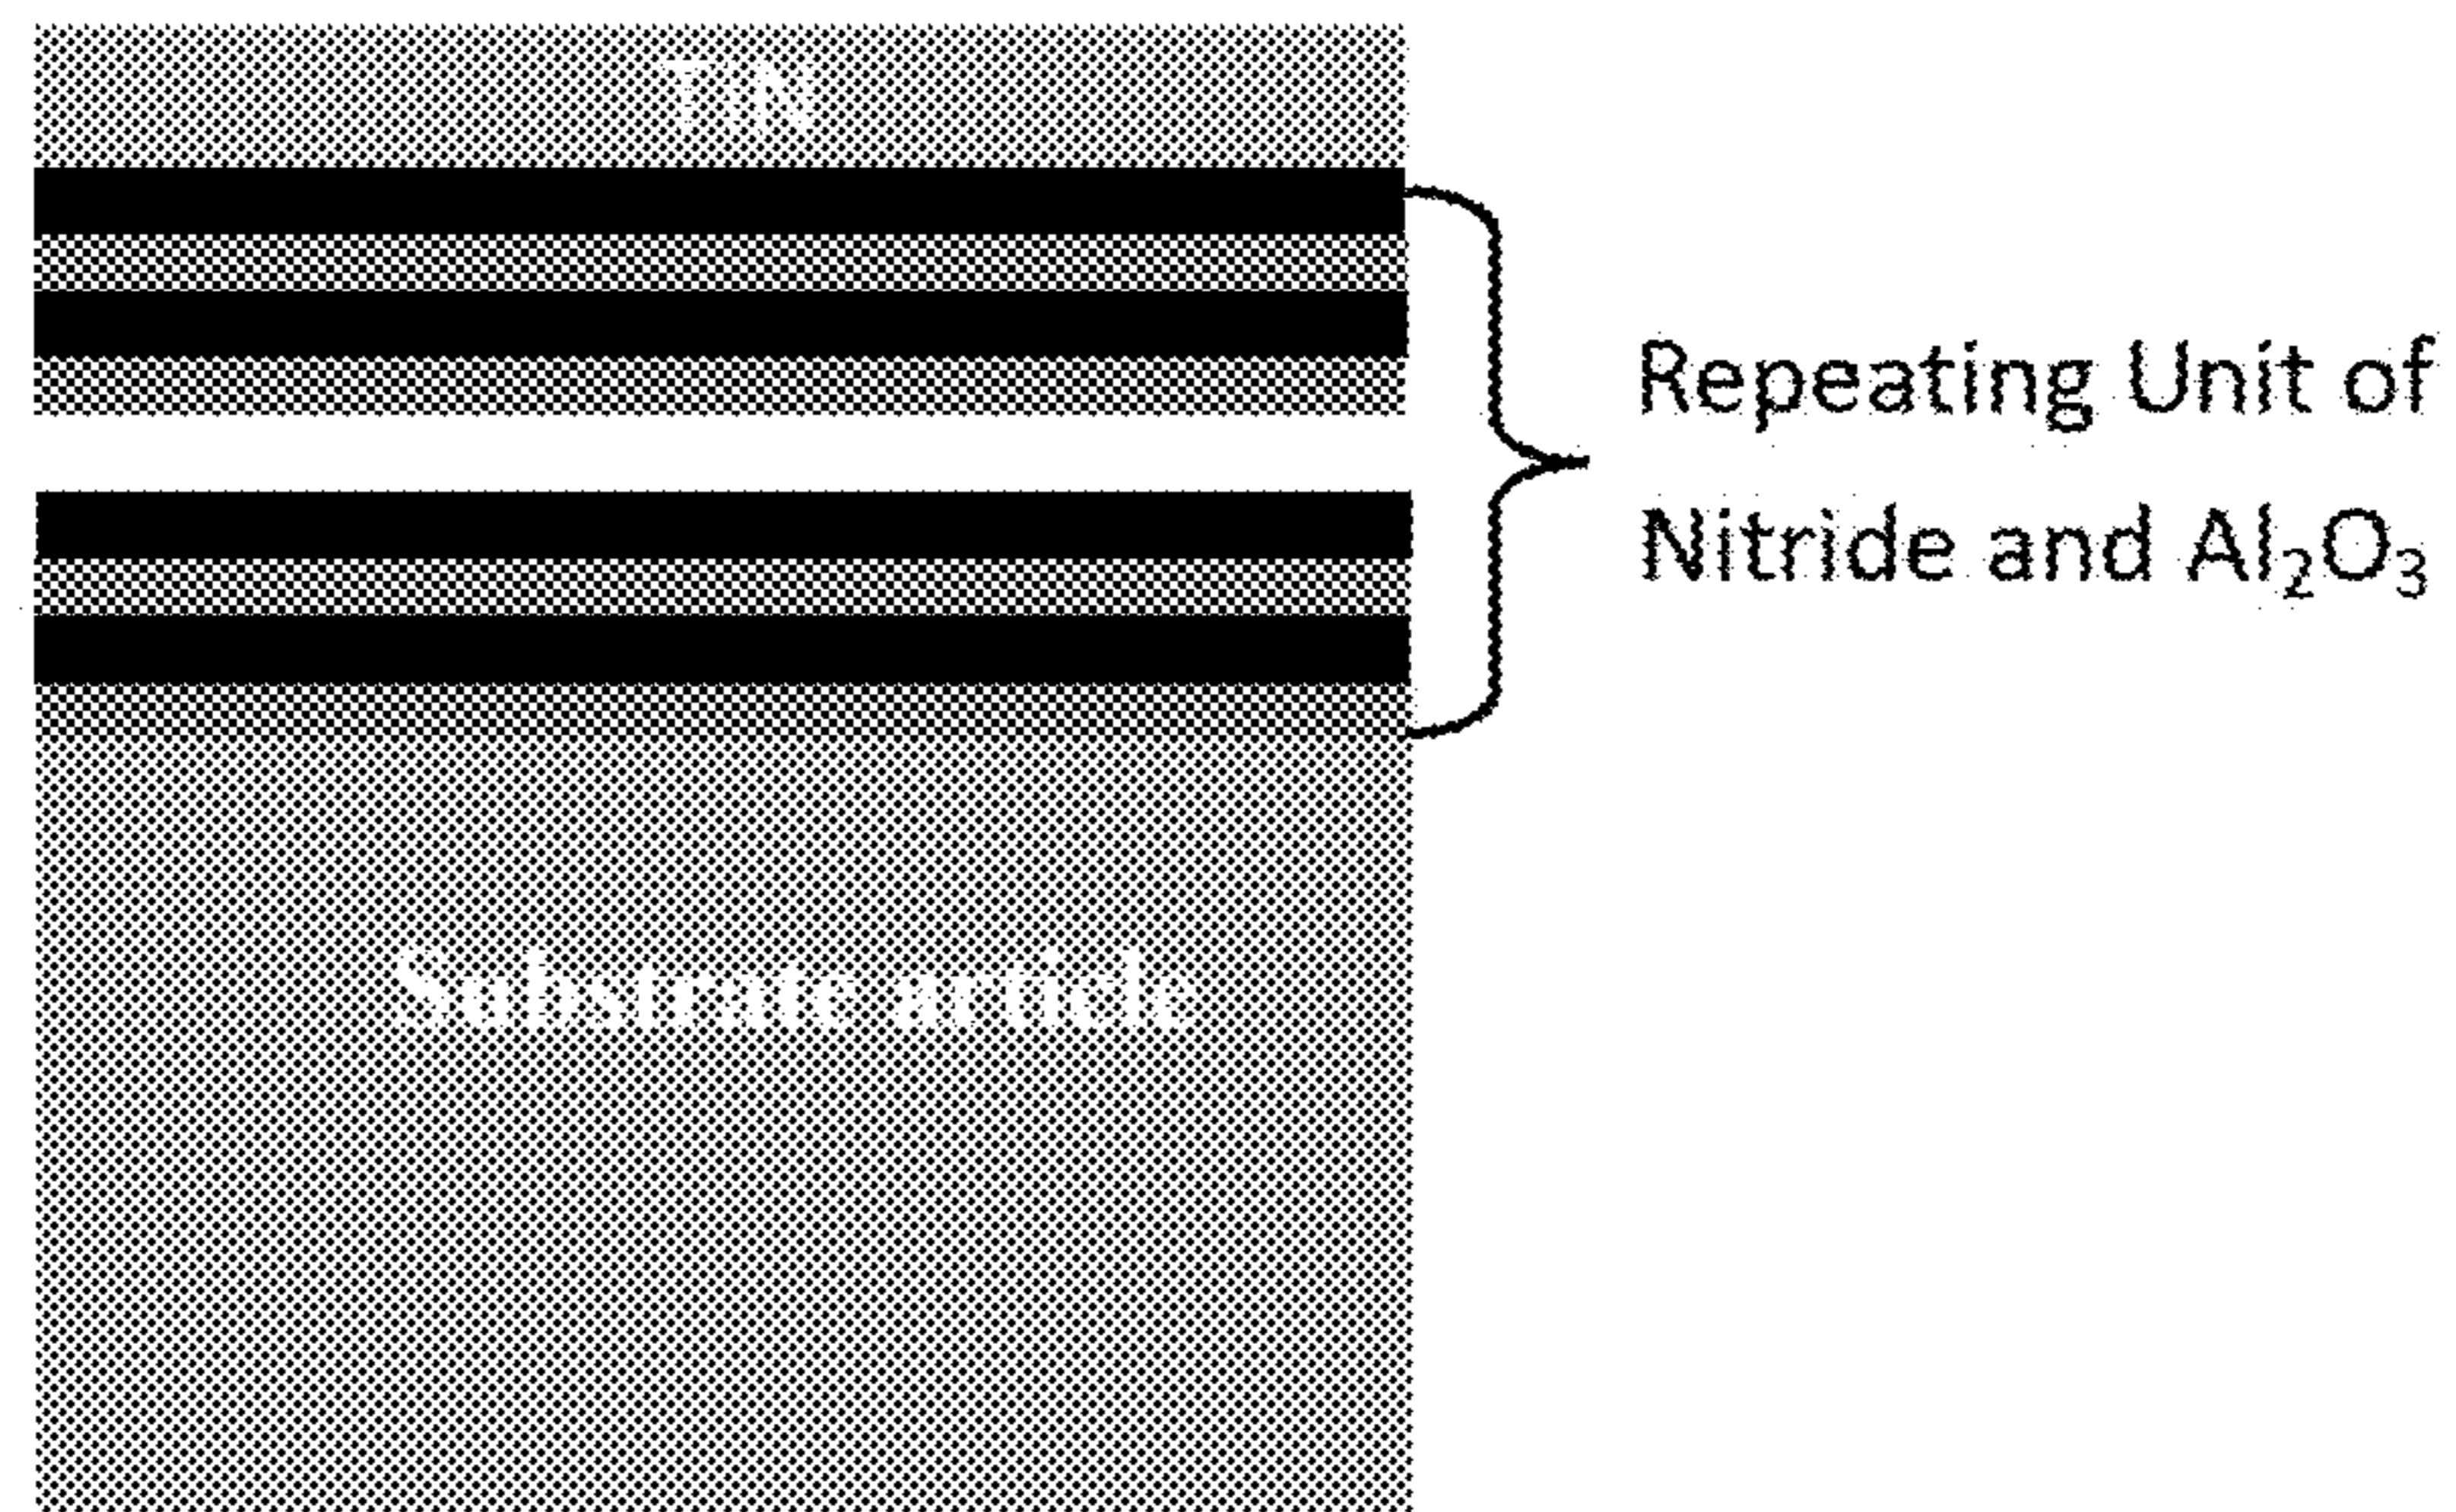 TiN
Repeating Unit of
Nitride and Al₂O₃
Substrate article